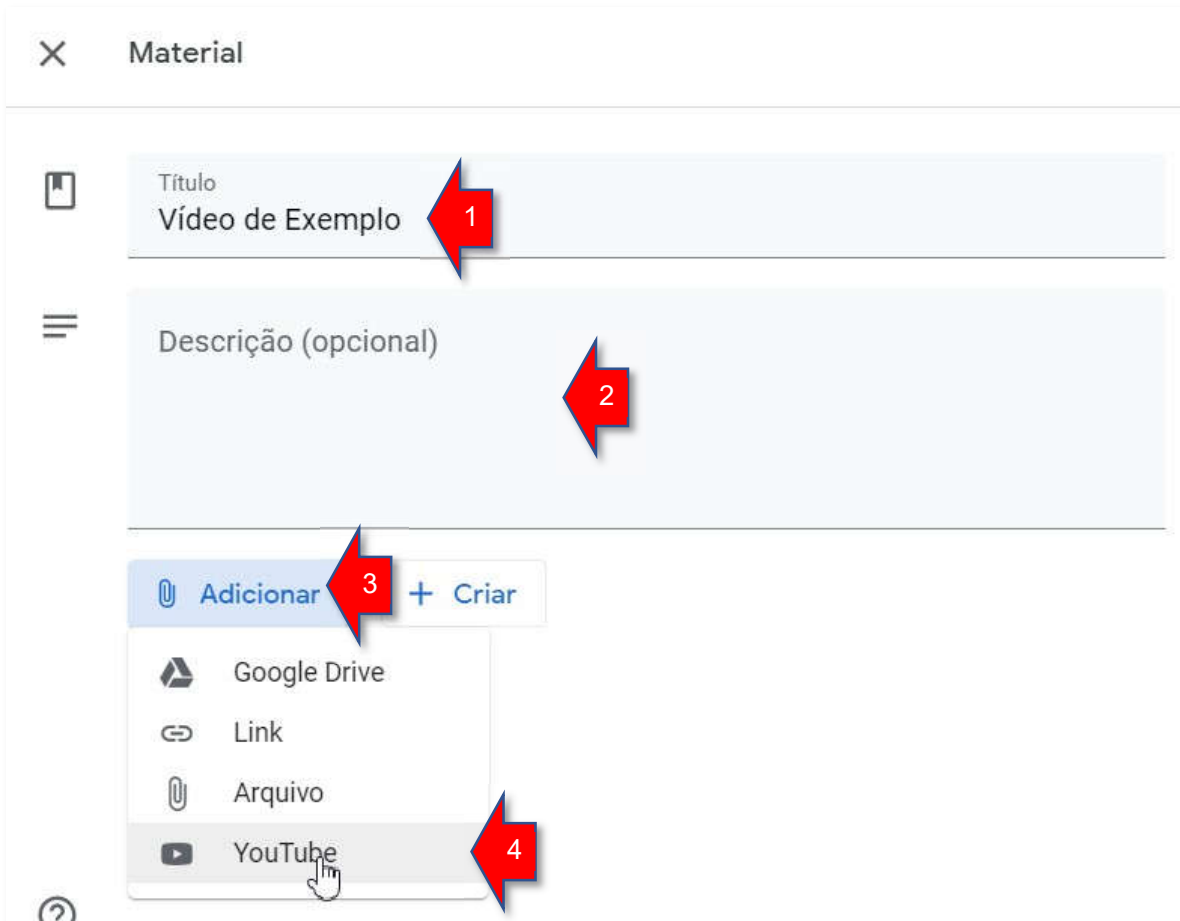 Material
Título
Vídeo de Exemplo
1
Descrição (opcional)
2
Adicionar
3
+ Criar
Google Drive
Link
Arquivo
YouTube
4